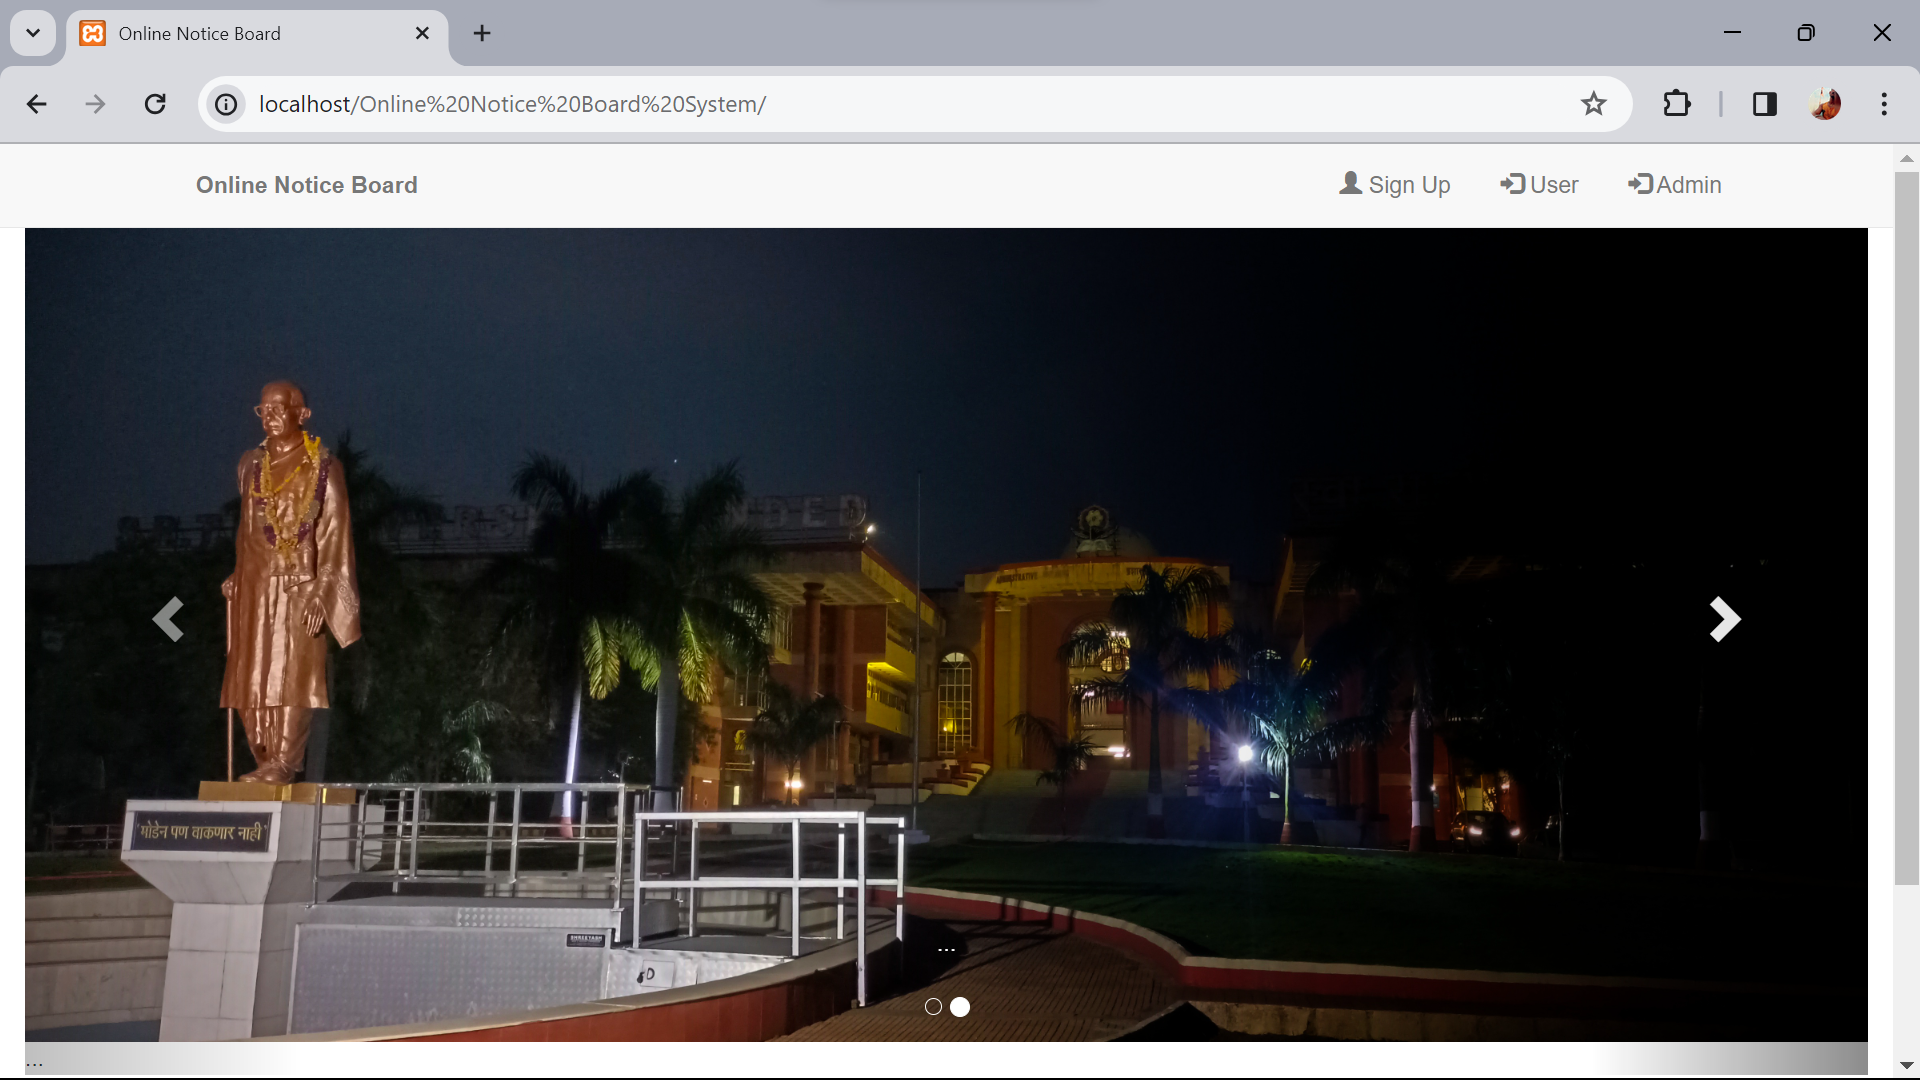 Online Notice Board
localhost/Online%20Notice%20Board%20System/
Online Notice Board
Sign Up
User
Admin
'मोडेन पण वाकणार नाही'
...
...